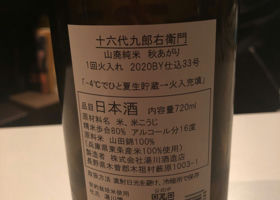 十六代九郎右衛門
山廃純米 秋あがり
1回火入れ 2020BY仕込33号
「-4℃でひと夏生貯蔵→火入充填」
品目 日本酒 内容量720ml
原材料 米、米こうじ
精米歩合80% アルコール分16度
原料米 山田錦100%
(兵庫県東条産米100%使用)
製造者 株式会社湯川酒造店
長野県木曽郡木祖村薮原1003-1